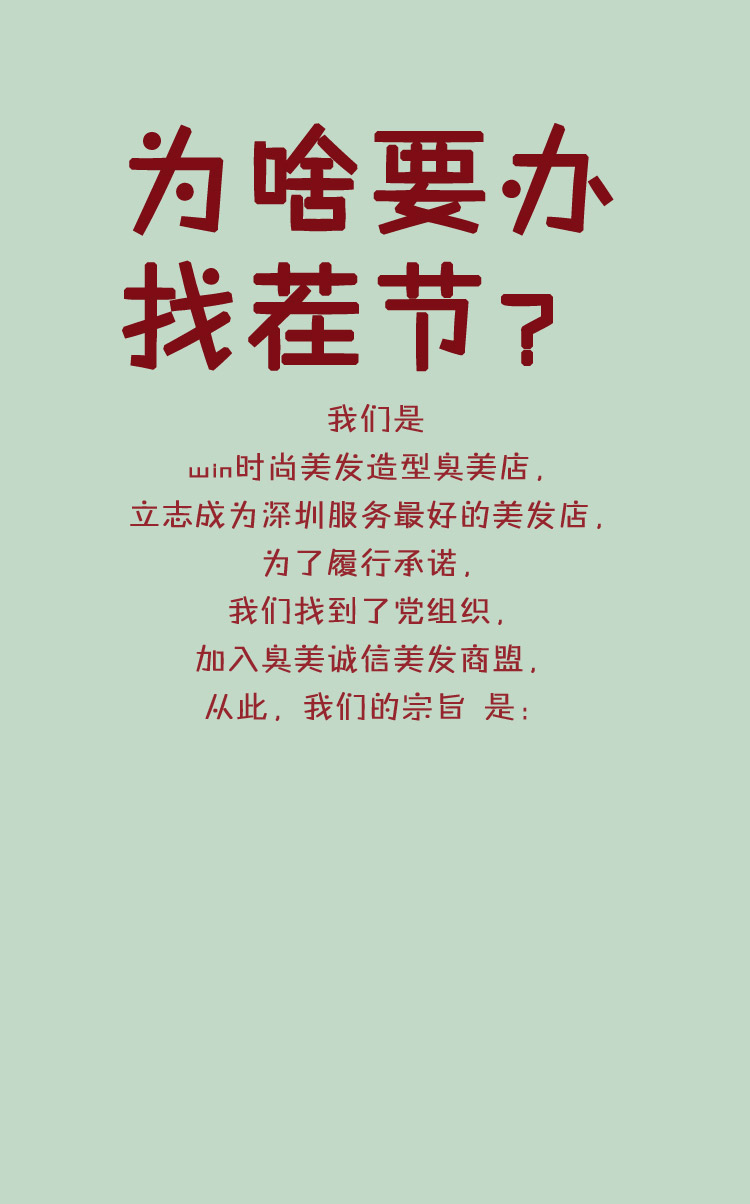 为啥要办
找茬节?
我们是
win时尚美发造型臭美店,
立志成为深圳服务最好的美发店,
为了履行承诺,
我们找到了党组织,
加入臭美诚信美发商盟,
从此, 我们的宗旨 是: